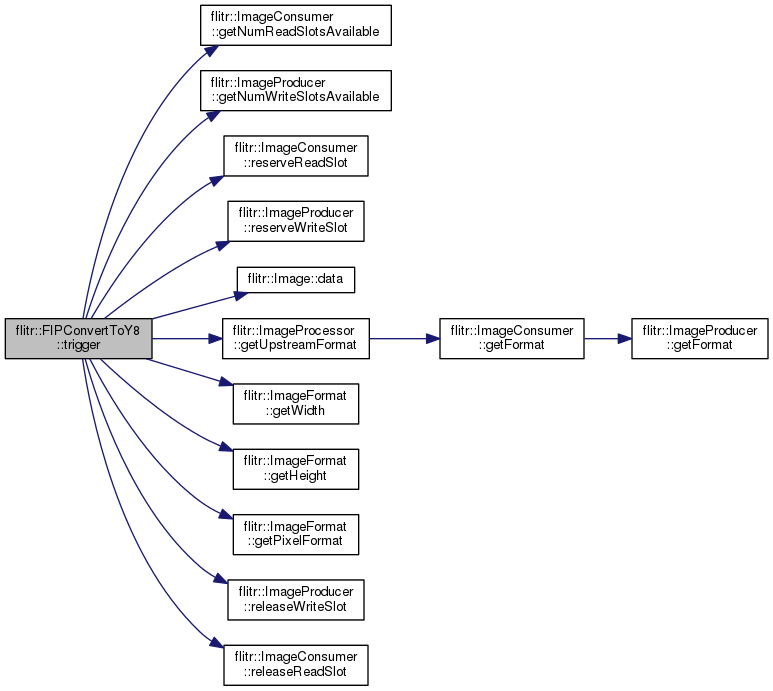 flitr::ImageConsumer
::getNumReadSlotsAvailable
flitr::ImageProducer
::getNumWriteSlotsAvailable
flitr::ImageConsumer
::reserveReadSlot
flitr::ImageProducer
::reserveWriteSlot
flitr::Image::data
flitr::FIPConvertToY8
::trigger
flitr::ImageProcessor
::getUpstreamFormat
flitr::ImageConsumer
::getFormat
flitr::ImageProducer
::getFormat
flitr::ImageFormat
::getWidth
flitr::ImageFormat
::getHeight
flitr::ImageFormat
::getPixelFormat
flitr::ImageProducer
::releaseWriteSlot
flitr::ImageConsumer
::releaseReadSlot